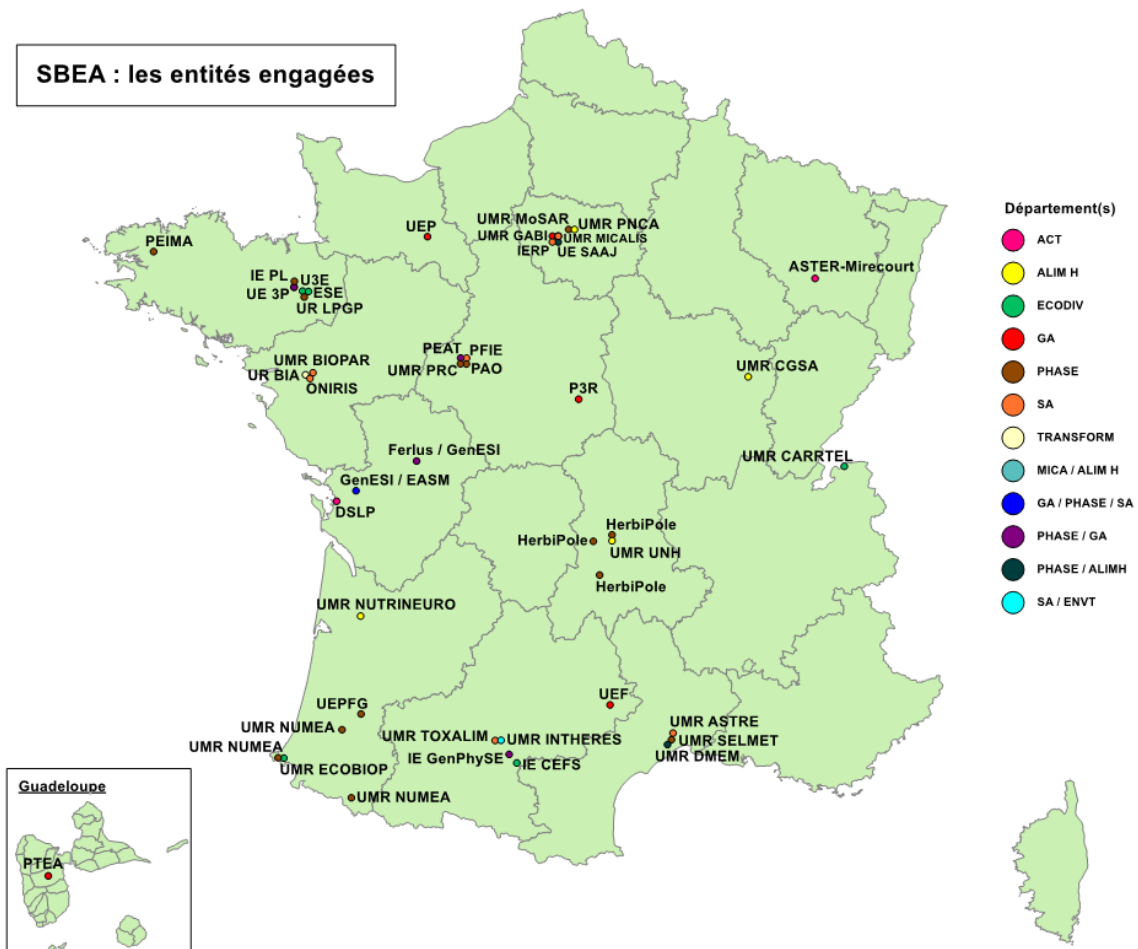 SBEA : les entités engagées
Département(s)
ACT
ALIM H
ECODIV
GA
PHASE
SA
TRANSFORM
MICA / ALIM H
GA / PHASE / SA
PHASE / GA
PHASE / ALIMH
SA / ENVT
PEIMA
UEP
UMR MoSAR
UMR PNCA
UMR GABI
UMR MICALIS
IERP
UE SAAJ
ASTER-Mirecourt
IE PL
U3E
UE 3P
ESE
UR LPGP
UMR BIOPAR
UR BIA
ONIRIS
PEAT
PFIE
UMR PRC
PAO
P3R
UMR CGSA
UMR CARRTEL
Ferlus / GenESI
GenESI / EASM
DSLP
HerbiPole
HerbiPole
UMR UNH
HerbiPole
UMR NUTRINEURO
UEPFG
UMR NUMEA
UMR NUMEA
UMR ECOBIOP
UMR NUMEA
UEF
UMR TOXALIM
UMR INTHERES
IE GenPhySE
IE CEFS
UMR ASTRE
UMR SELMET
UMR DMEM
Guadeloupe
PTEA